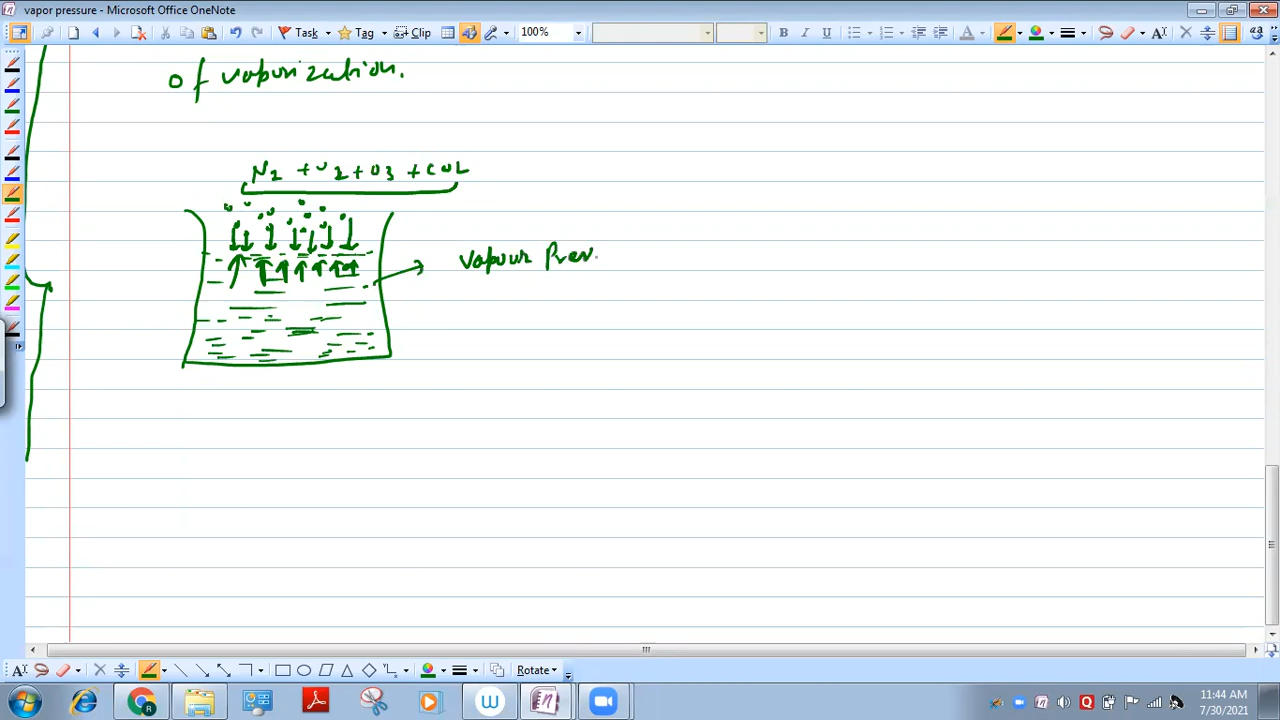 vapor pressure - Microsoft Office OneNote
Task Tag Clip 100% B I U
of vaporization.
N2 + O2 + O3 + CO2
vapour Pres
Rotate
W
11:44 AM
7/30/2021